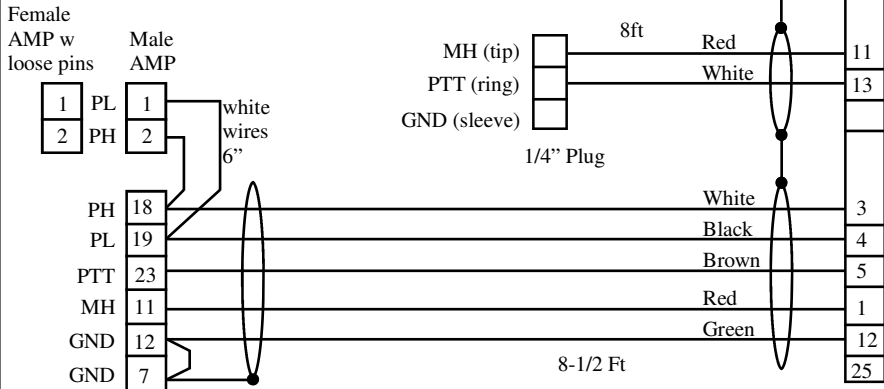 Female
AMP w
loose pins
Male
AMP
1 PL 1
2 PH 2
white
wires
6”
8ft
MH (tip) Red 11
PTT (ring) White 13
GND (sleeve)
1/4” Plug
PH 18 White 3
PL 19 Black 4
PTT 23 Brown 5
MH 11 Red 1
GND 12 Green 12
GND 7 8-1/2 Ft 25